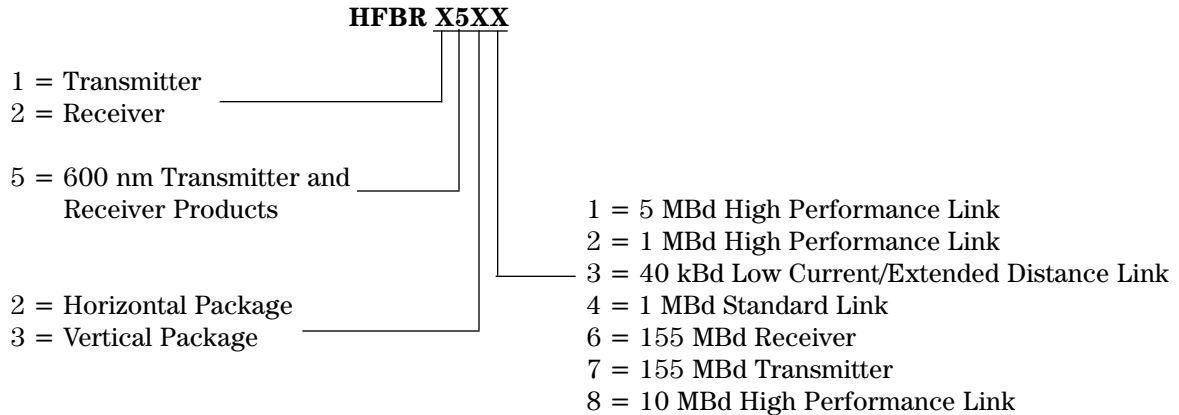 HFBR X5XX
1 = Transmitter
2 = Receiver
5 = 600 nm Transmitter and
Receiver Products
2 = Horizontal Package
3 = Vertical Package
1 = 5 MBd High Performance Link
2 = 1 MBd High Performance Link
3 = 40 kBd Low Current/Extended Distance Link
4 = 1 MBd Standard Link
6 = 155 MBd Receiver
7 = 155 MBd Transmitter
8 = 10 MBd High Performance Link